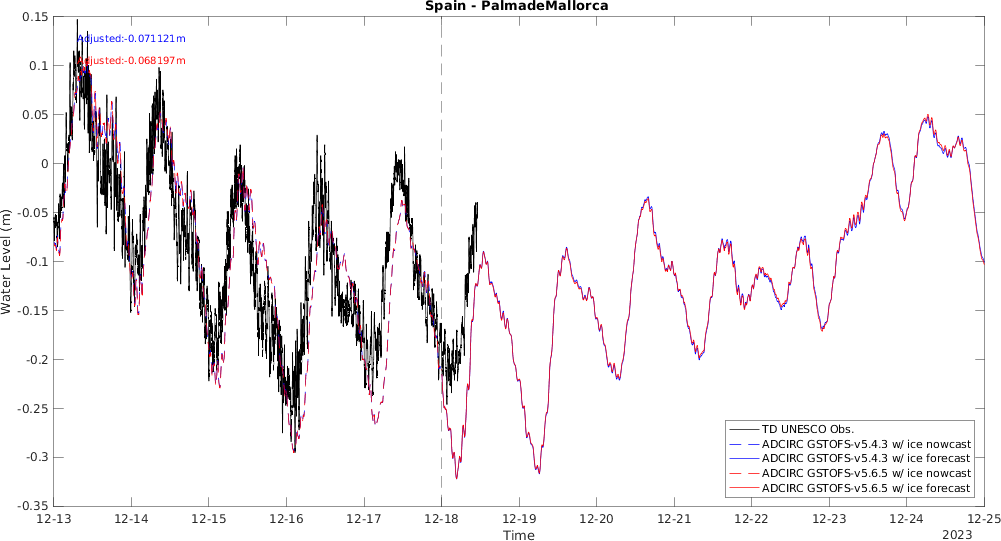 Spain - PalmadeMallorca
Adjusted:-0.071121m
Adjusted:-0.068197m
Water Level (m)
0.15
0.1
0.05
0
-0.05
-0.1
-0.15
-0.2
-0.25
-0.3
-0.35
TD UNESCO Obs.
ADCIRC GSTOFS-v5.4.3 w/ ice nowcast
ADCIRC GSTOFS-v5.4.3 w/ ice forecast
ADCIRC GSTOFS-v5.6.5 w/ ice nowcast
ADCIRC GSTOFS-v5.6.5 w/ ice forecast
12-13 12-14 12-15 12-16 12-17 12-18 12-19 12-20 12-21 12-22 12-23 12-24 12-25
Time
2023